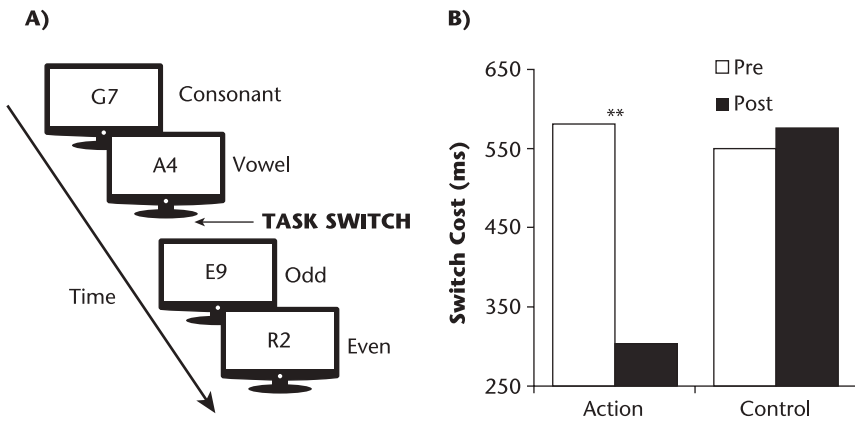 A)
G7
Consonant
A4
Vowel
TASK SWITCH
E9
Odd
R2
Even
Time
B)
Switch Cost (ms)
650
550
450
350
250
Pre
Post
**
Action
Control